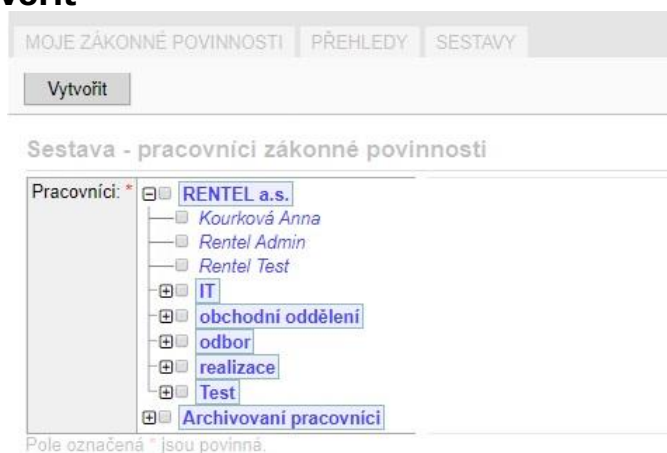 MOJE ZÁKONNÉ POVINNOSTI PŘEHLEDY SESTAVY
Vytvořit
Sestava - pracovníci zákonné povinnosti
Pracovníci: * RENTEL a.s.
Kourková Anna
Rentel Admin
Rentel Test
IT
obchodní oddělení
odbor
realizace
Test
Archivovaní pracovníci
Pole označená * jsou povinná.